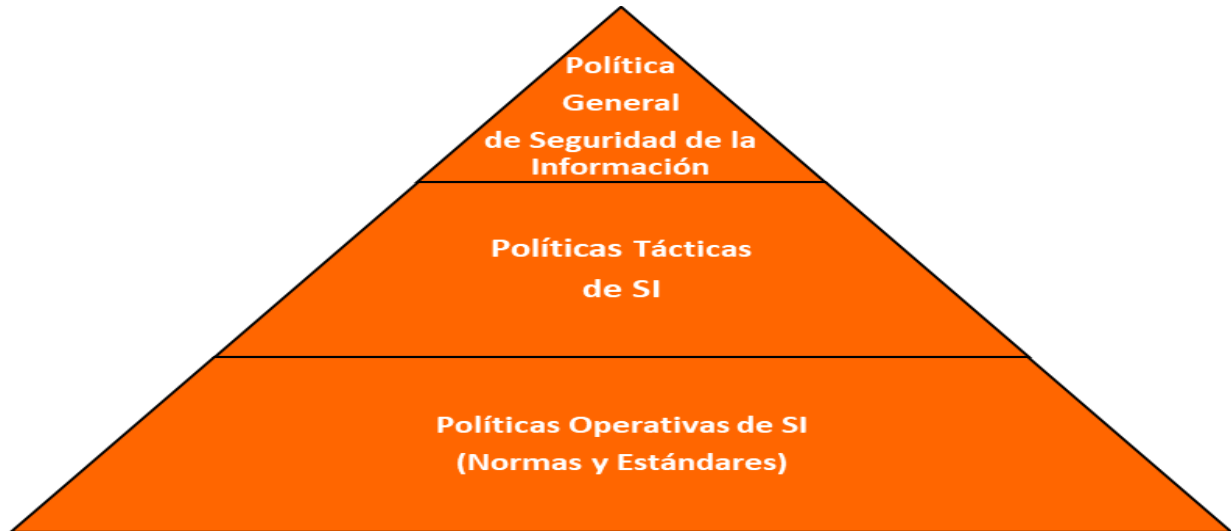 Política
General
de Seguridad de la
Información
Políticas Tácticas
de SI
Políticas Operativas de SI
(Normas y Estándares)